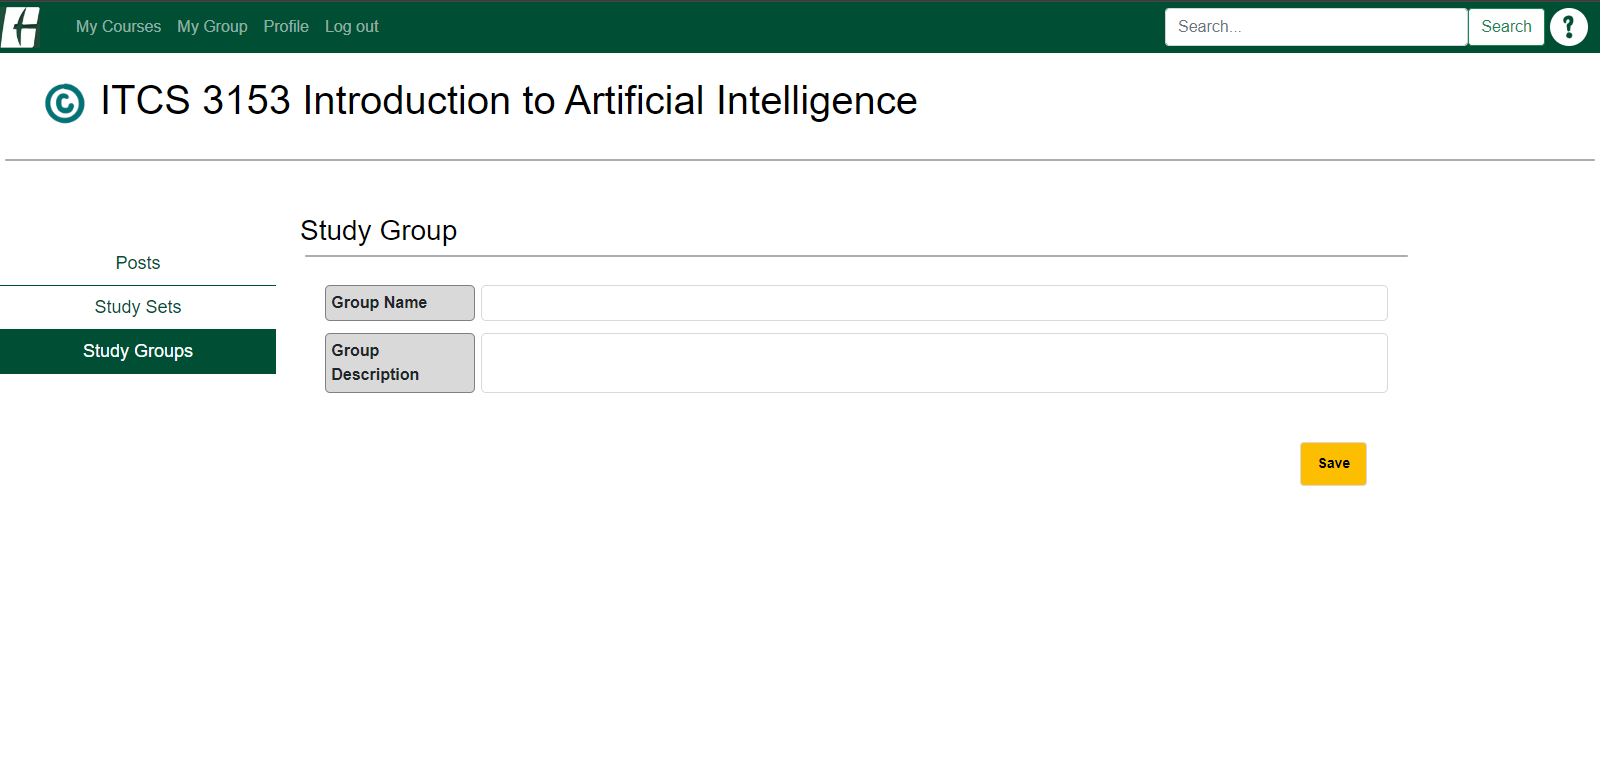 My Courses My Group Profile Log out Search... Search ?
© ITCS 3153 Introduction to Artificial Intelligence
Study Group
Posts
Study Sets
Study Groups
Group Name
Group
Description
Save